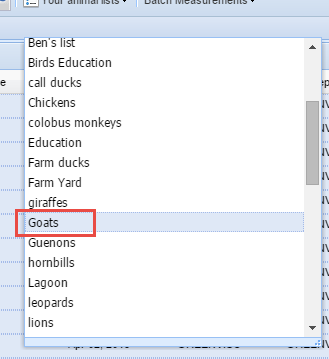 Your animal lists Batch Measurements
Ben's list
Birds Education
call ducks
Chickens
colobus monkeys
Education
Farm ducks
Farm Yard
giraffes
Goats
Guenons
hornbills
Lagoon
leopards
lions